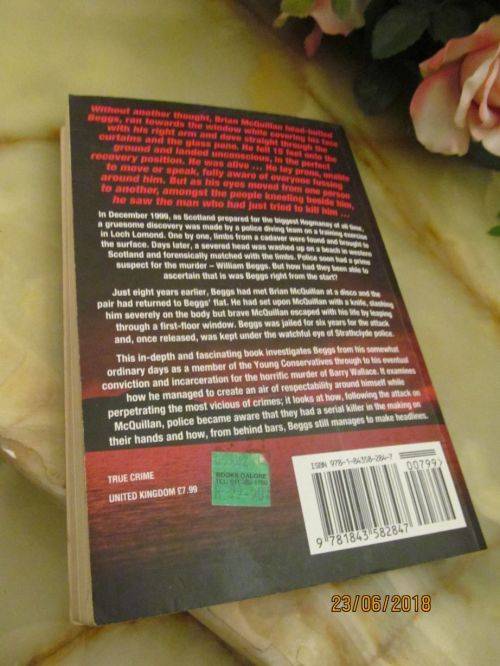 Without another thought, Brian McQuillan head-butted
Beggs, ran towards the window while covering his face
with his right arm and dove straight through the
curtains and the glass pane. He fell 15 feet onto the
ground and landed unconscious, in the perfect
recovery position. He was alive ... He lay prone, unable
to move or speak, fully aware of everyone fussing
around him. But as his eyes moved from one person
to another, amongst the people kneeling beside him,
he saw the man who had just tried to kill him ...
In December 1999, as Scotland prepared for the biggest Hogmanay of all time,
a gruesome discovery was made by a police diving team on a training exercise
in Loch Lomond. One by one, limbs from a cadaver were found and brought to
the surface. Days later, a severed head was washed up on a beach in western
Scotland and forensically matched with the limbs. Police soon had a prime
suspect for the murder – William Beggs. But how had they been able to
ascertain that is was Beggs right from the start?
Just eight years earlier, Beggs had met Brian McQuillan at a disco and the
pair had returned to Beggs' flat. He had set upon McQuillan with a knife, slashing
him severely on the body but brave McQuillan escaped with his life by leaping
through a first-floor window. Beggs was jailed for six years for the attack
and, once released, was kept under the watchful eye of Strathclyde police.
This in-depth and fascinating book investigates Beggs from his somewhat
ordinary days as a member of the Young Conservatives through to his eventual
conviction and incarceration for the horrific murder of Barry Wallace. It examines
how he managed to create an air of respectability around himself while
perpetrating the most vicious of crimes; it looks at how, following the attack on
McQuillan, police became aware that they had a serial killer in the making on
their hands and how, from behind bars, Beggs still manages to make headlines.
TRUE CRIME
UNITED KINGDOM £7.99
BOOKS GALORE
ISBN 978-1-84358-284-7
00799
9 781843 582847
23/06/2018